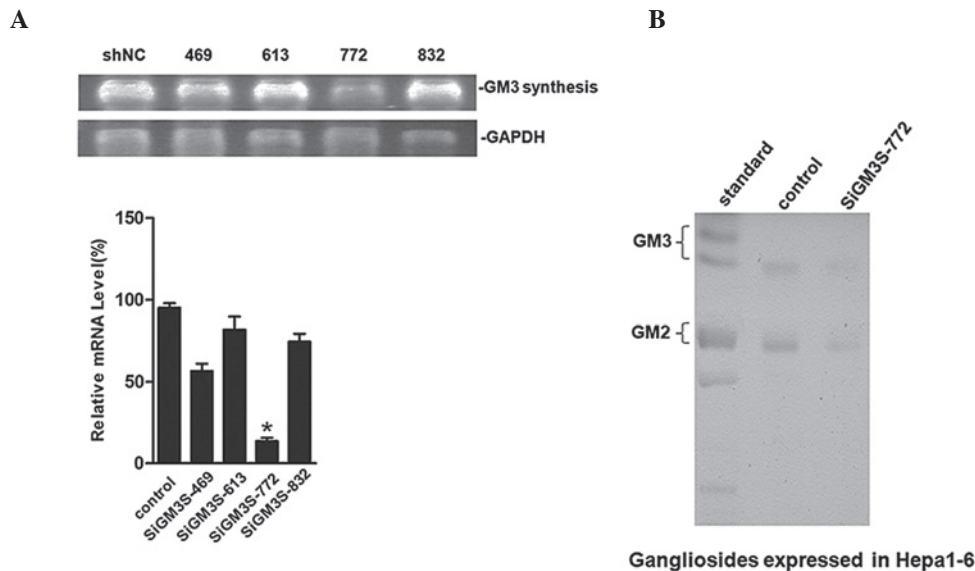 A
shNC 469 613 772 832
-GM3 synthesis
-GAPDH
Relative mRNA Level(%)
150
100
50
0
*
control
SiGM3S-469
SiGM3S-613
SiGM3S-772
SiGM3S-832
B
standard
control
SiGM3S-772
GM3
GM2
Gangliosides expressed in Hepa1-6